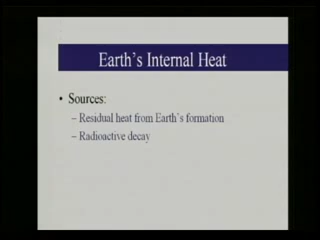 Earth's Internal Heat
• Sources:
– Residual heat from Earth's formation
– Radioactive decay